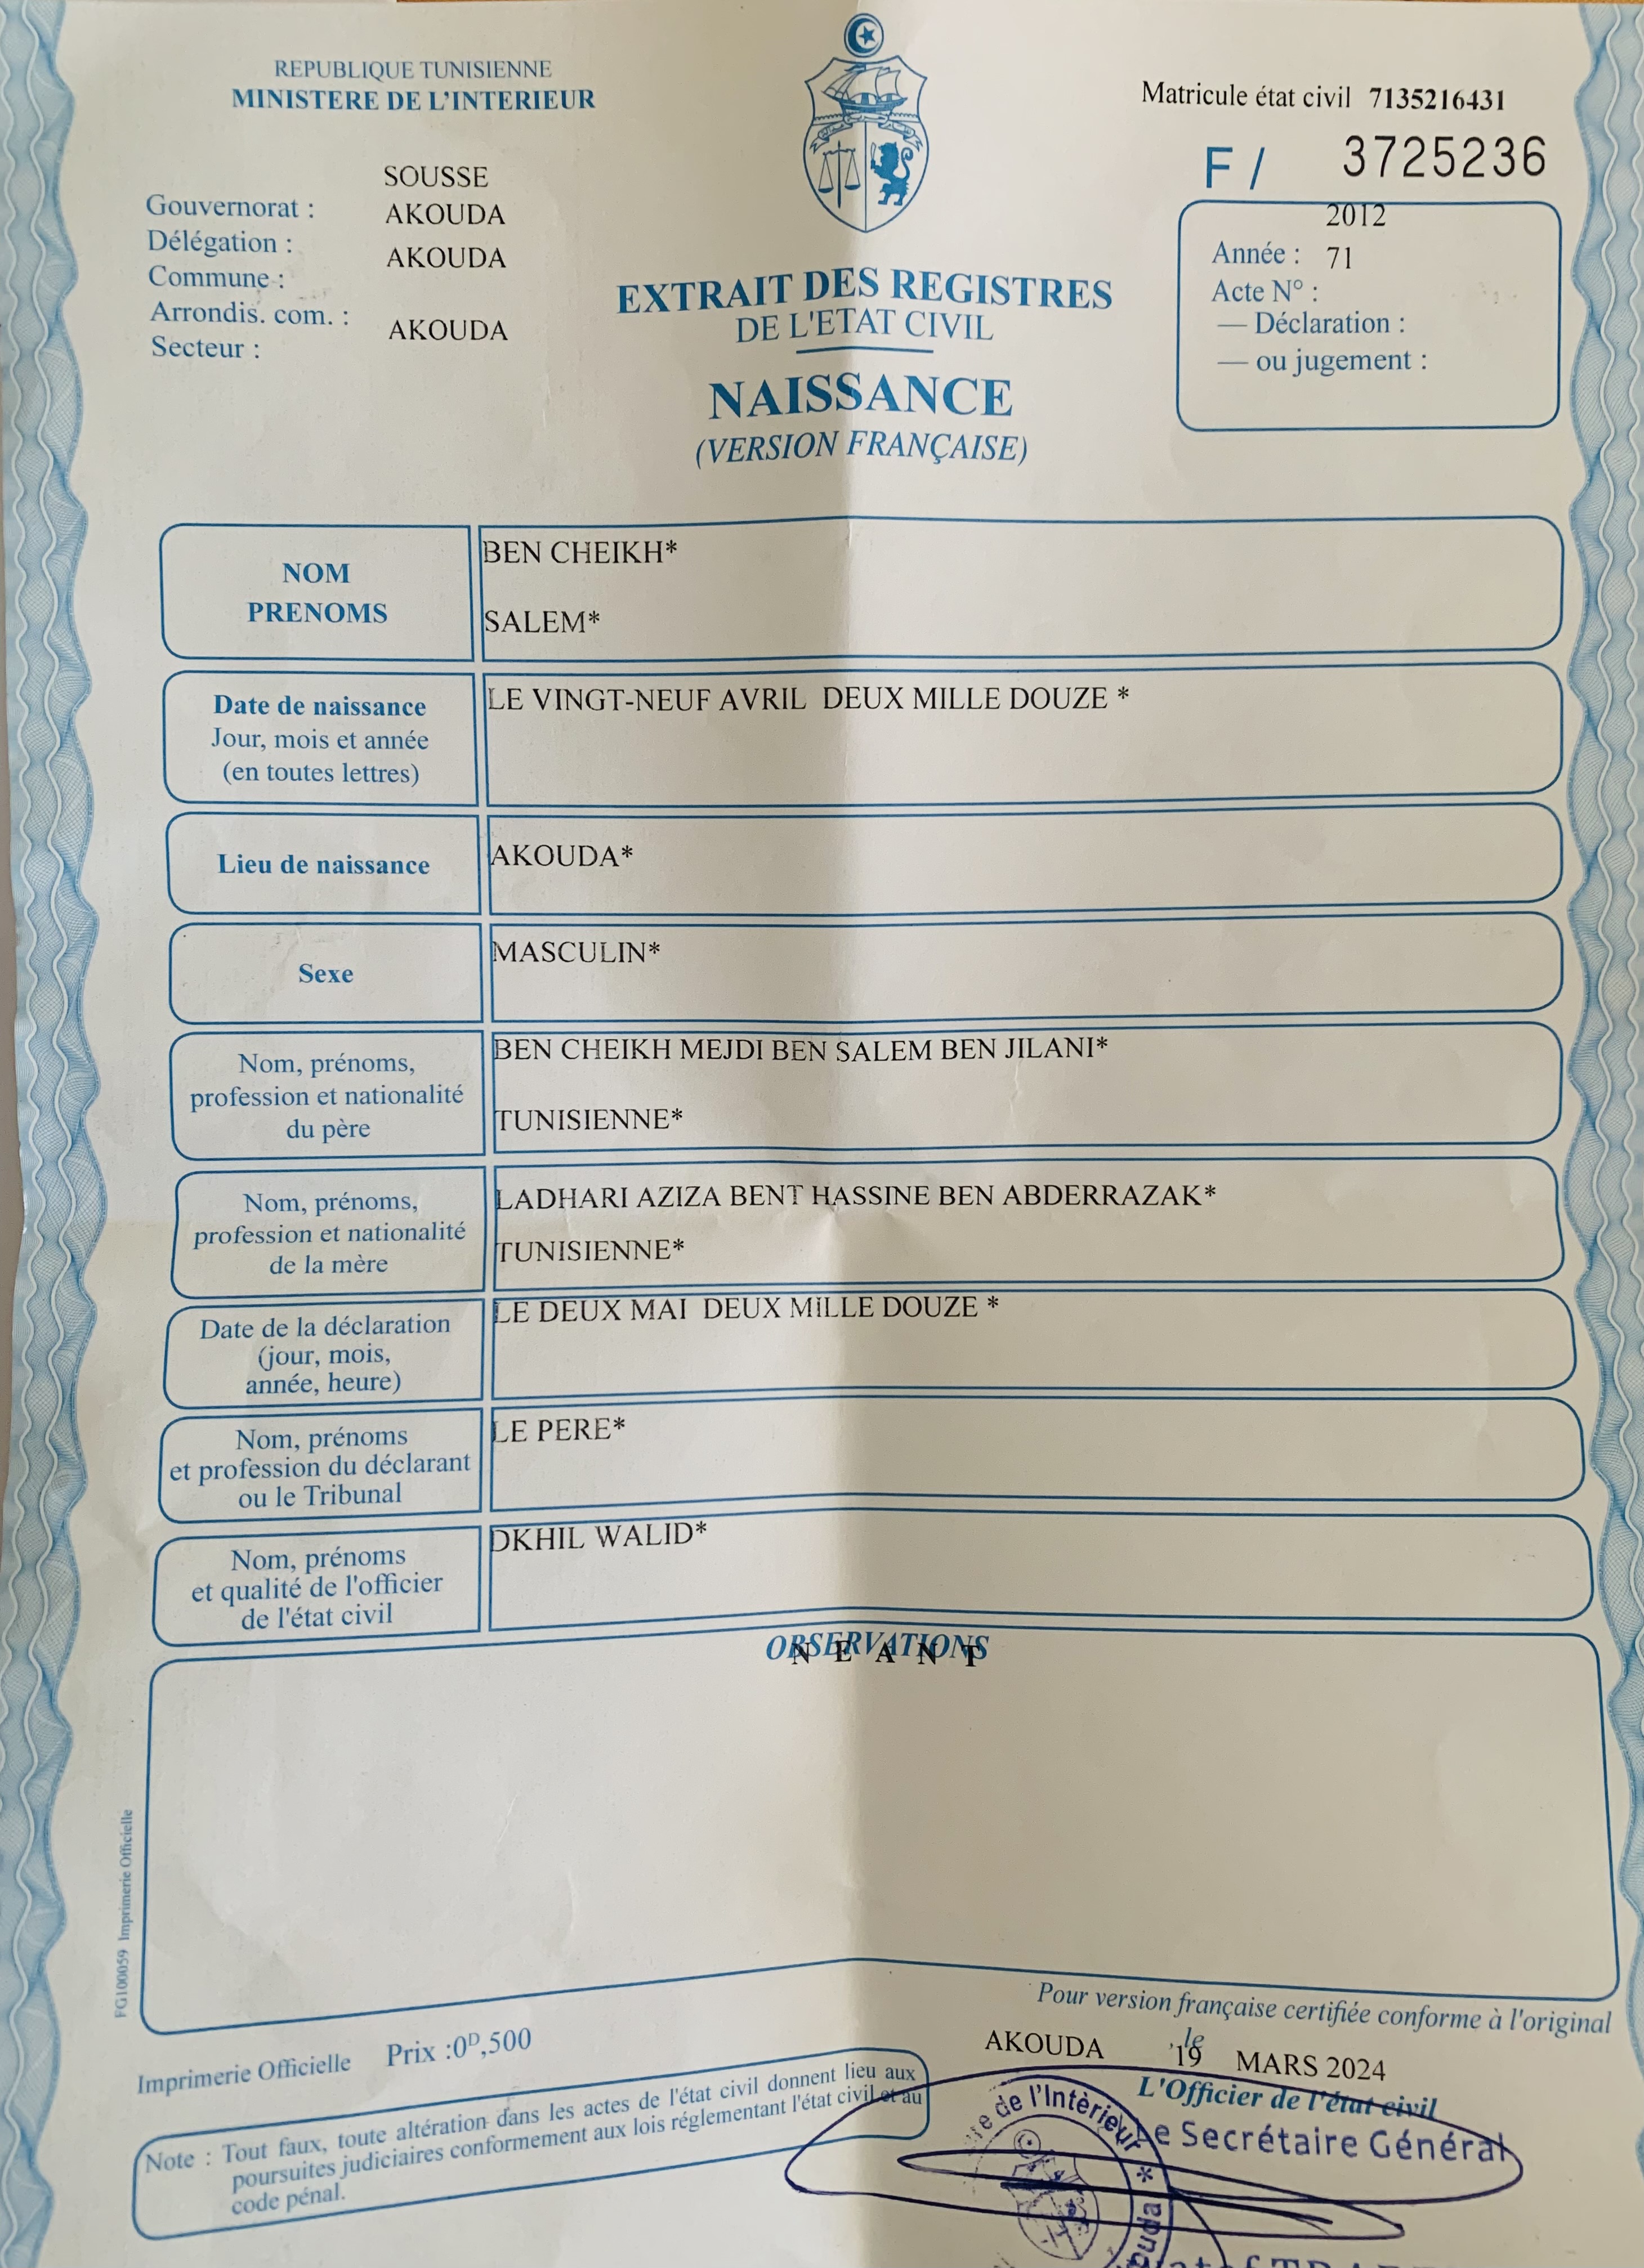 REPUBLIQUE TUNISIENNE
MINISTERE DE L'INTERIEUR
Matricule état civil 7135216431
F / 3725236
SOUSSE
Gouvernorat :
AKOUDA
Délégation :
AKOUDA
Commune :
Arrondis. com. :
AKOUDA
Secteur :
2012
Année : 71
Acte N° :
— Déclaration :
— ou jugement :
EXTRAIT DES REGISTRES
DE L'ETAT CIVIL
NAISSANCE
(VERSION FRANÇAISE)
NOM
PRENOMS
BEN CHEIKH*
SALEM*
Date de naissance
Jour, mois et année
(en toutes lettres)
LE VINGT-NEUF AVRIL DEUX MILLE DOUZE *
Lieu de naissance
AKOUDA*
Sexe
MASCULIN*
Nom, prénoms,
profession et nationalité
du père
BEN CHEIKH MEJDI BEN SALEM BEN JILANI*
TUNISIENNE*
Nom, prénoms,
profession et nationalité
de la mère
LADHARI AZIZA BENT HASSINE BEN ABDERRAZAK*
TUNISIENNE*
Date de la déclaration
(jour, mois,
année, heure)
LE DEUX MAI DEUX MILLE DOUZE *
Nom, prénoms
et profession du déclarant
ou le Tribunal
LE PERE*
Nom, prénoms
et qualité de l'officier
de l'état civil
DKHIL WALID*
OBSERVATIONS
N E A N T
FG100059 Imprimerie Officielle
Pour version française certifiée conforme à l'original
AKOUDA le 19 MARS 2024
L'Officier de l'état civil
Le Secrétaire Général
de l'Intèrieur *
Imprimerie Officielle Prix :0D,500
Note : Tout faux, toute altération dans les actes de l'état civil donnent lieu aux
poursuites judiciaires conformement aux lois réglementant l'état civil et au
code pénal.